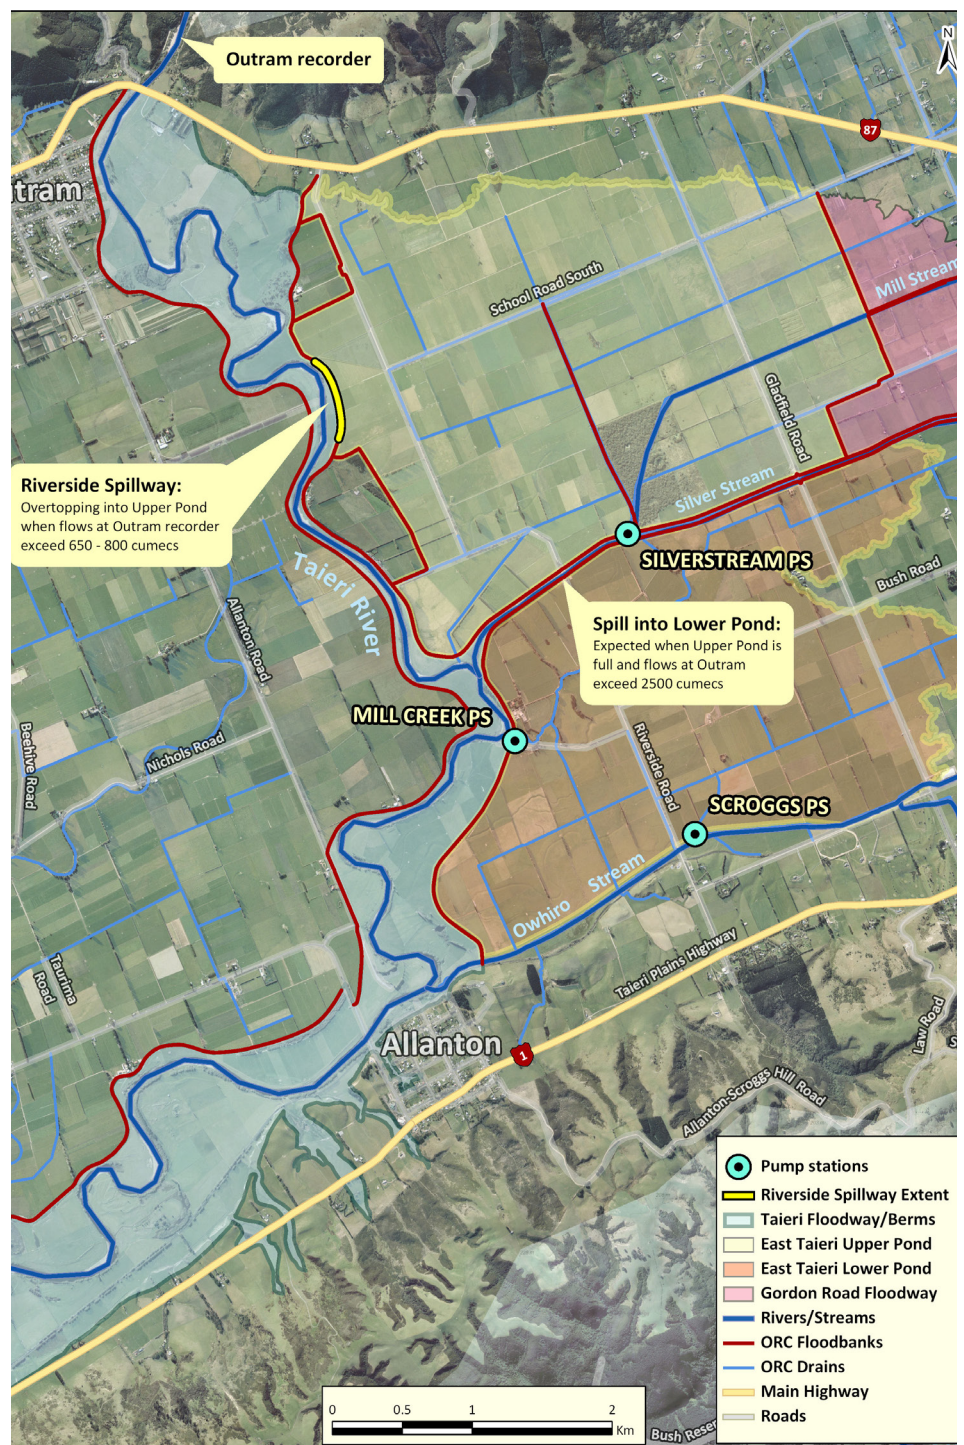 N
Outram recorder
87
tram
Mill Stream
School Road South
Gladfield Road
Riverside Spillway:
Overtopping into Upper Pond
when flows at Outram recorder
exceed 650 - 800 cumecs
Silver Stream
SILVERSTREAM PS
Taieri River
Bush Road
Allanton Road
Spill into Lower Pond:
Expected when Upper Pond is
full and flows at Outram
exceed 2500 cumecs
MILL CREEK PS
Beehive Road
Nichols Road
Riverside Road
SCROGGS PS
Owhiro Stream
Taurima
Road
Taieri Plains Highway
Allanton
1
Law Road
S
Allanton-Scroggs Hill Road
Pump stations
Riverside Spillway Extent
Taieri Floodway/Berms
East Taieri Upper Pond
East Taieri Lower Pond
Gordon Road Floodway
Rivers/Streams
ORC Floodbanks
ORC Drains
Main Highway
Roads
0 0.5 1 2
Km
Bush Reser